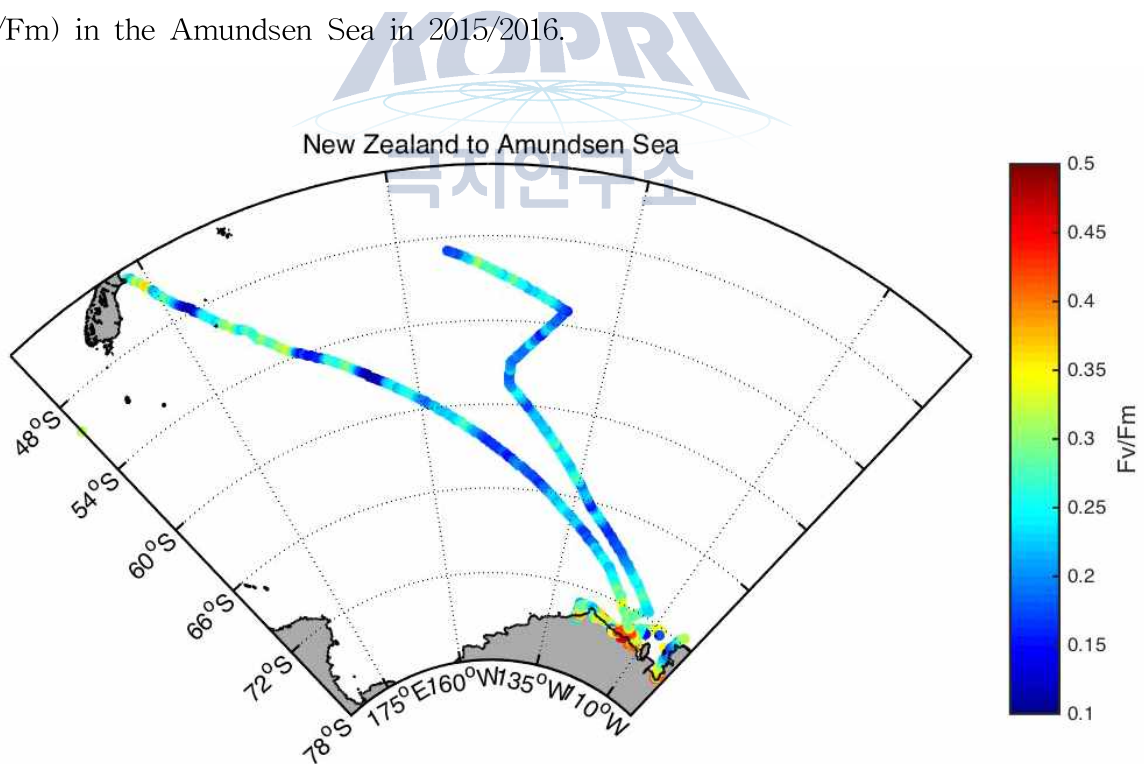 /Fm) in the Amundsen Sea in 2015/2016.
KOPRI
극지연구소
New Zealand to Amundsen Sea
48°S
54°S
60°S
66°S
72°S
78°S
175°E
160°W
135°W
110°W
0.5
0.45
0.4
0.35
0.3
0.25
0.2
0.15
0.1
Fv/Fm